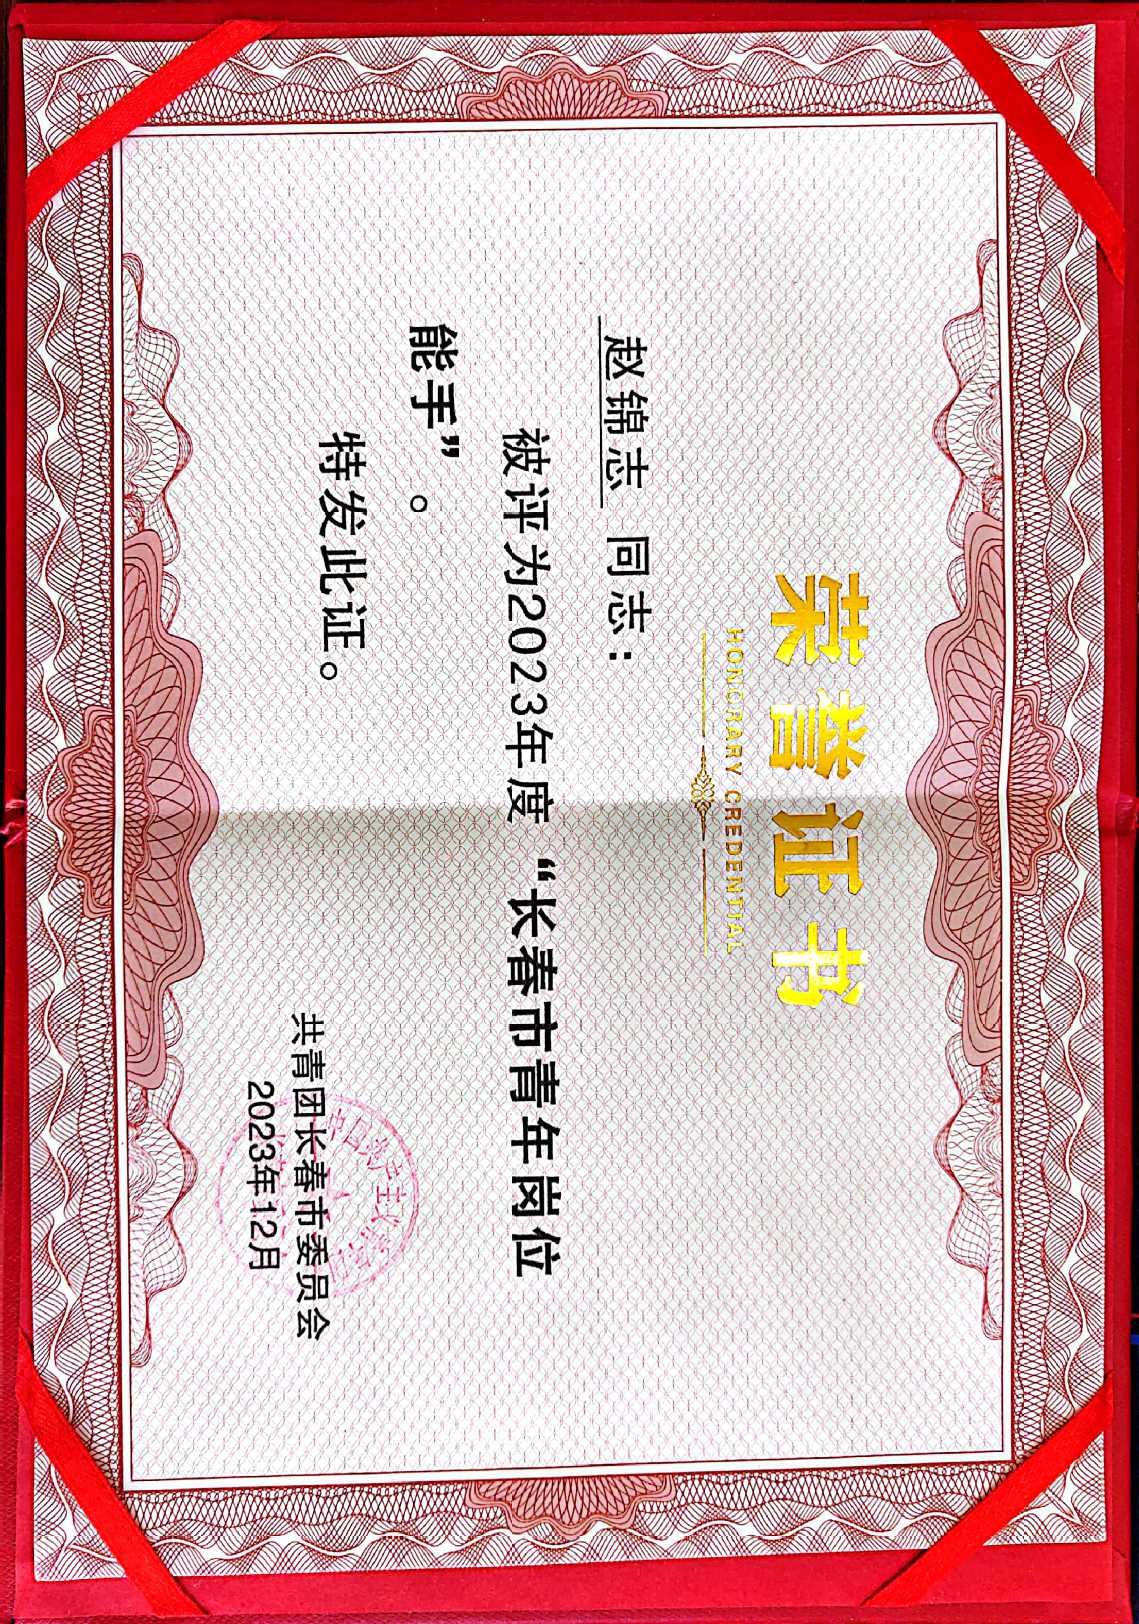 荣誉证书
HONORARY CREDENTIAL
赵锦志 同志：
被评为2023年度“长春市青年岗位
能手”。
特发此证。
共青团长春市委员会
2023年12月